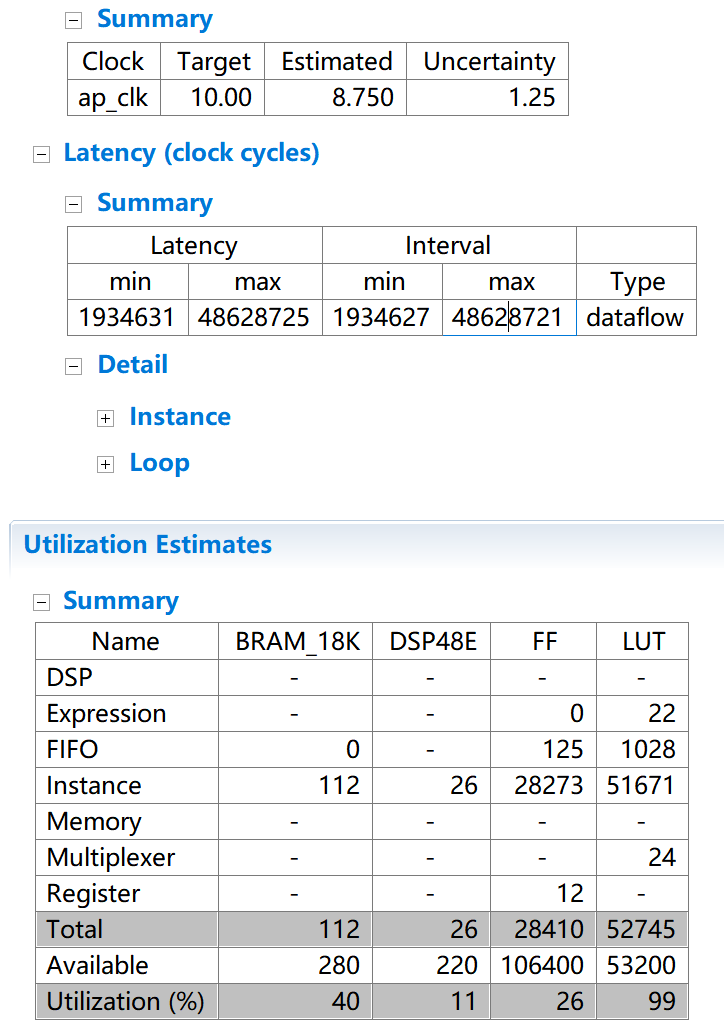 Summary
Clock Target Estimated Uncertainty
ap_clk 10.00 8.750 1.25
Latency (clock cycles)
Summary
Latency Interval
min max min max Type
1934631 48628725 1934627 48628721 dataflow
Detail
Instance
Loop
Utilization Estimates
Summary
Name BRAM_18K DSP48E FF LUT
DSP - - - -
Expression - - 0 22
FIFO 0 - 125 1028
Instance 112 26 28273 51671
Memory - - - -
Multiplexer - - - 24
Register - - 12 -
Total 112 26 28410 52745
Available 280 220 106400 53200
Utilization (%) 40 11 26 99